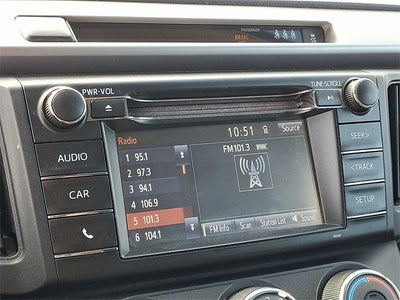 PASSENGER
AIR BAG
PWR·VOL
TUNE·SCROLL
10:51
Source
Radio
FM101.3
1 95.1
2 97.3
3 94.1
4 106.9
5 101.3
6 104.1
FM Info
Scan
Station List
Sound
AUDIO
CAR
SEEK>
<TRACK
SETUP